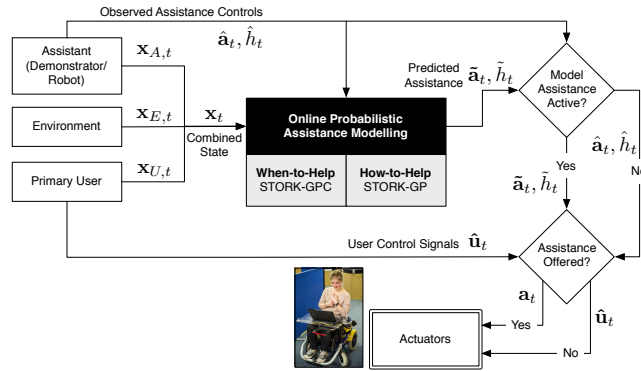 Observed Assistance Controls
â_t, ĥ_t
Assistant
(Demonstrator/
Robot)
x_{A,t}
Environment
x_{E,t}
Primary User
x_{U,t}
x_t
Combined
State
Online Probabilistic
Assistance Modelling
When-to-Help
STORK-GPC
How-to-Help
STORK-GP
Predicted
Assistance
ã_t, h̃_t
Model
Assistance
Active?
â_t, ĥ_t
Yes
No
ã_t, h̃_t
User Control Signals û_t
Assistance
Offered?
a_t
û_t
Yes
No
Actuators